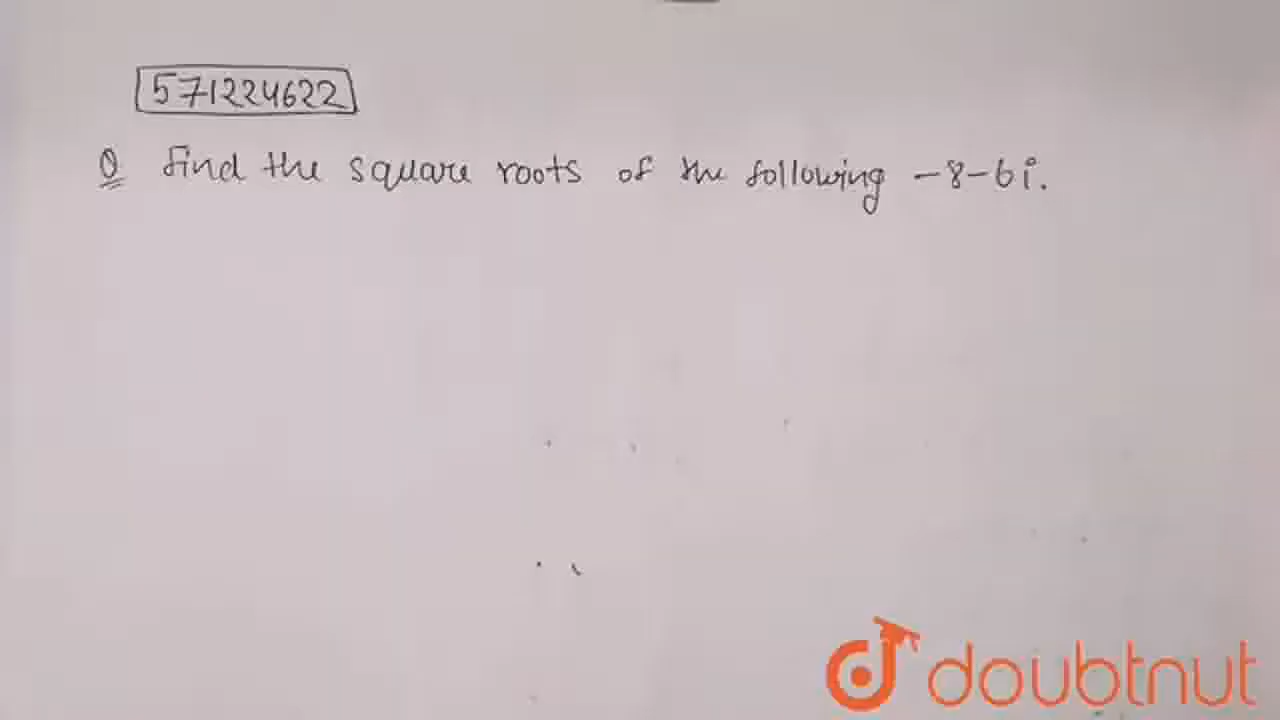 571224622
Q Find the square roots of the following -8-6i.
doubtnut